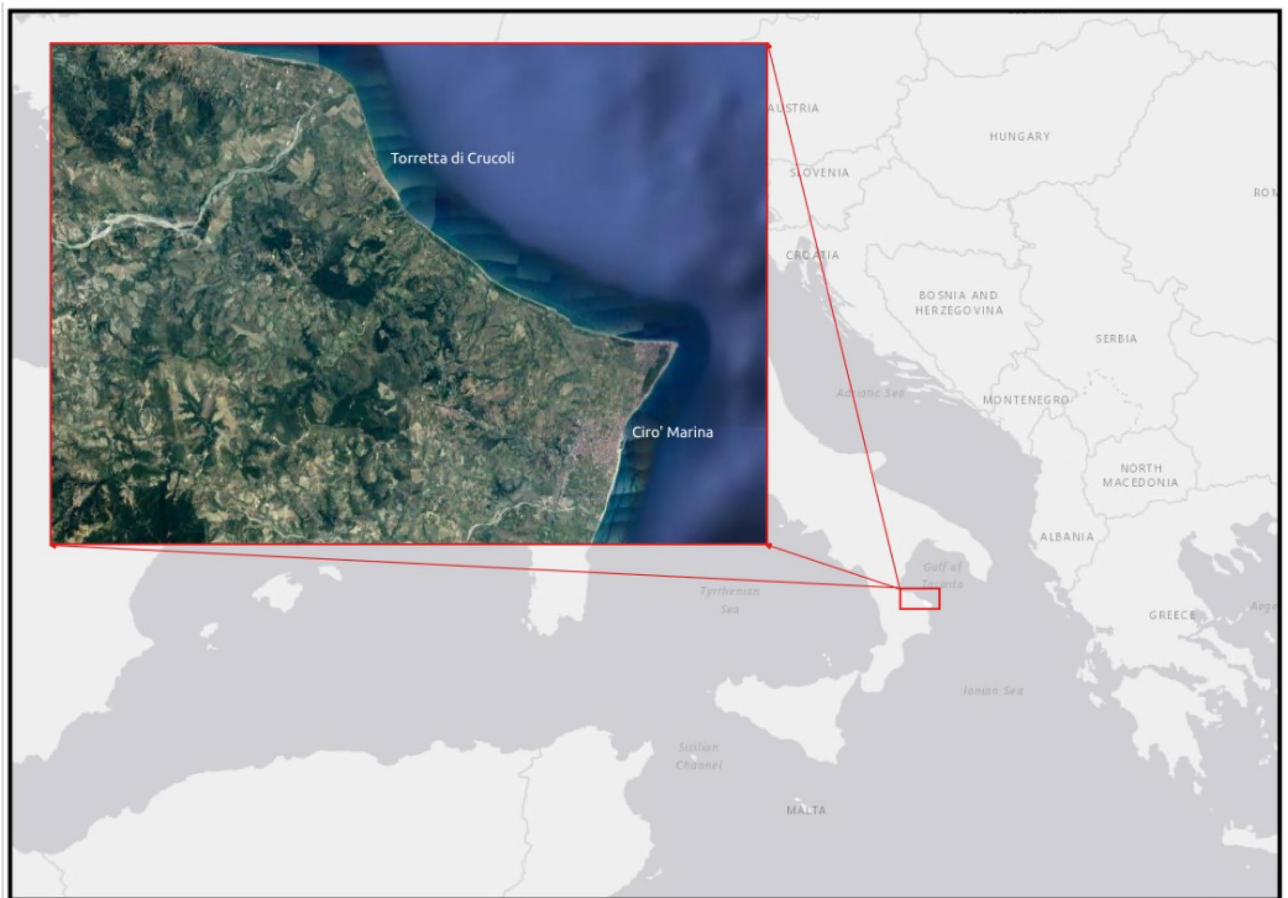 AUSTRIA
HUNGARY
Torretta di Crucoli
SLOVENIA
CROATIA
BOSNIA AND
HERZEGOVINA
SERBIA
Adriatic Sea
MONTENEGRO
Ciro' Marina
NORTH
MACEDONIA
ALBANIA
Gulf of
Taranto
Tyrrhenian
Sea
GREECE
Ionian Sea
Sicilian
Channel
MALTA